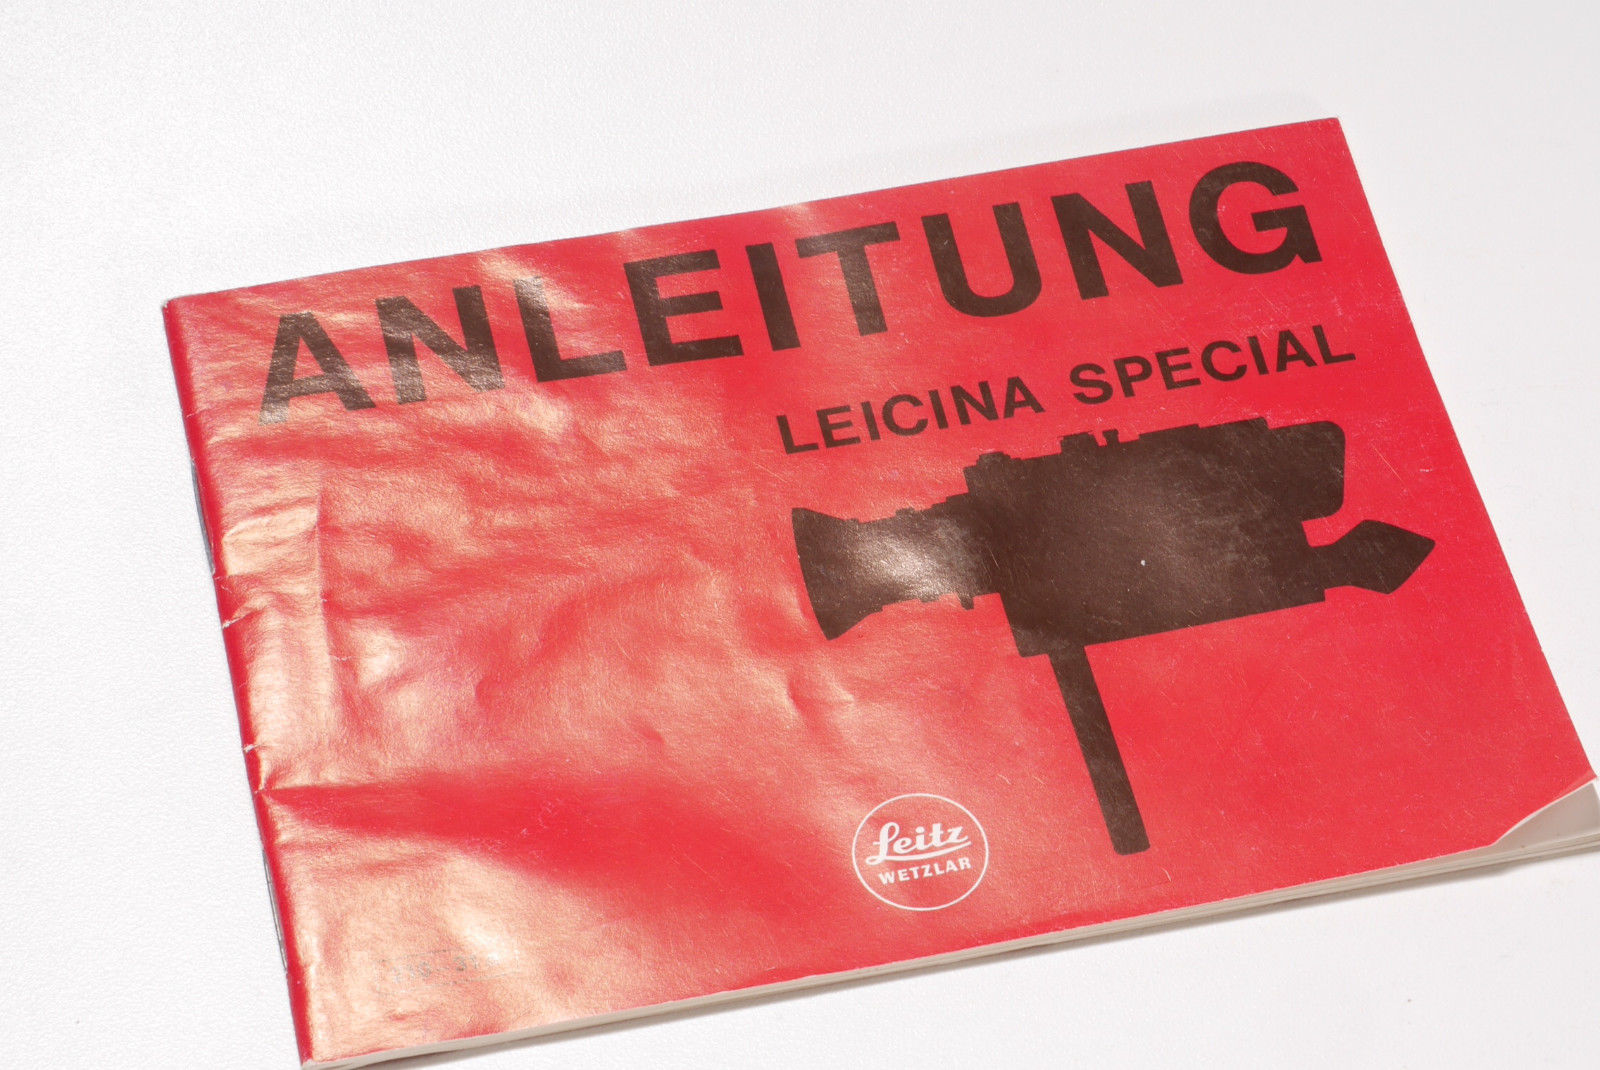 ANLEITUNG
LEICINA SPECIAL
Leitz
WETZLAR